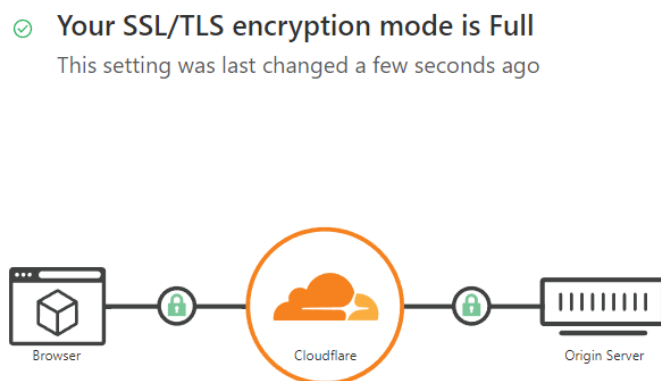 Your SSL/TLS encryption mode is Full
This setting was last changed a few seconds ago
Browser
Cloudflare
Origin Server